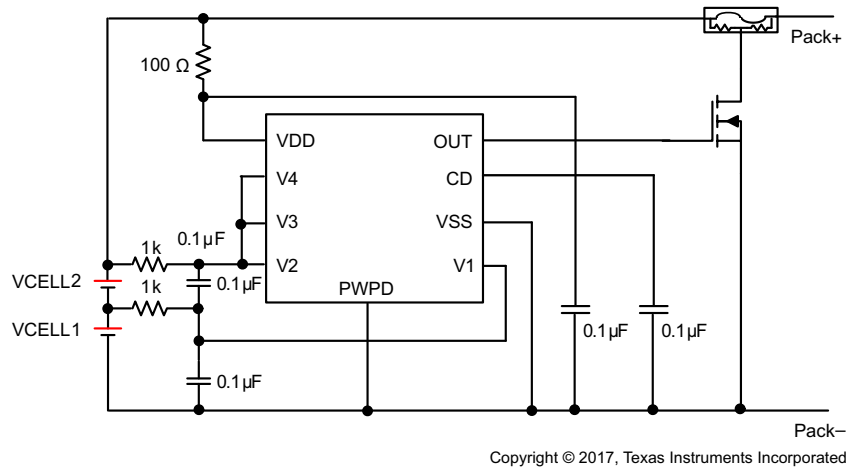 Pack+
100 Ω
VDD
OUT
V4
CD
V3
VSS
0.1µF
1k
V2
V1
VCELL2
0.1µF
1k
PWPD
VCELL1
0.1µF
0.1µF
0.1µF
Pack–
Copyright © 2017, Texas Instruments Incorporated